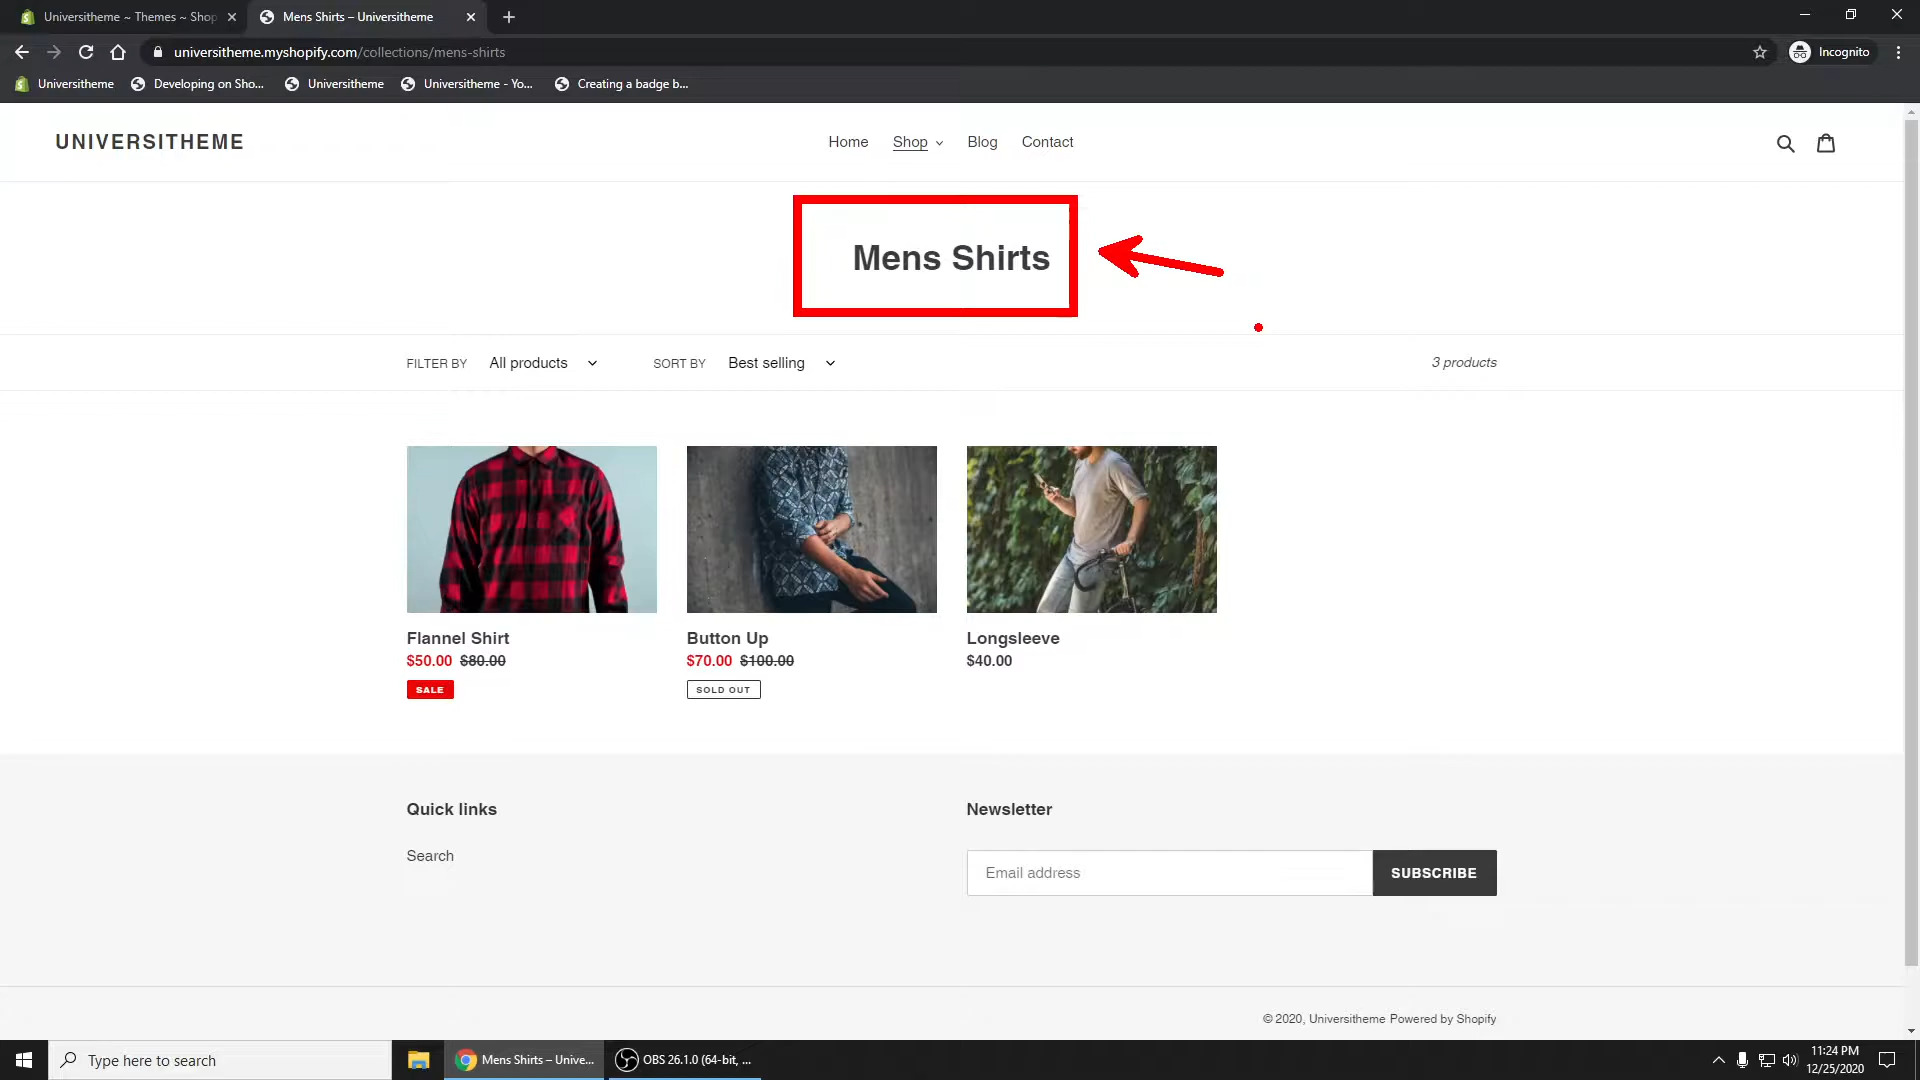 Universitheme ~ Themes ~ Shop
Mens Shirts – Universitheme
universitheme.myshopify.com/collections/mens-shirts
Incognito
Universitheme
Developing on Sho...
Universitheme
Universitheme - Yo...
Creating a badge b...
UNIVERSITHEME
Home
Shop
Blog
Contact
Mens Shirts
FILTER BY
All products
SORT BY
Best selling
3 products
Flannel Shirt
$50.00 $80.00
SALE
Button Up
$70.00 $100.00
SOLD OUT
Longsleeve
$40.00
Quick links
Search
Newsletter
Email address
SUBSCRIBE
© 2020, Universitheme Powered by Shopify
Type here to search
Mens Shirts – Unive...
OBS 26.1.0 (64-bit, ...
11:24 PM
12/25/2020